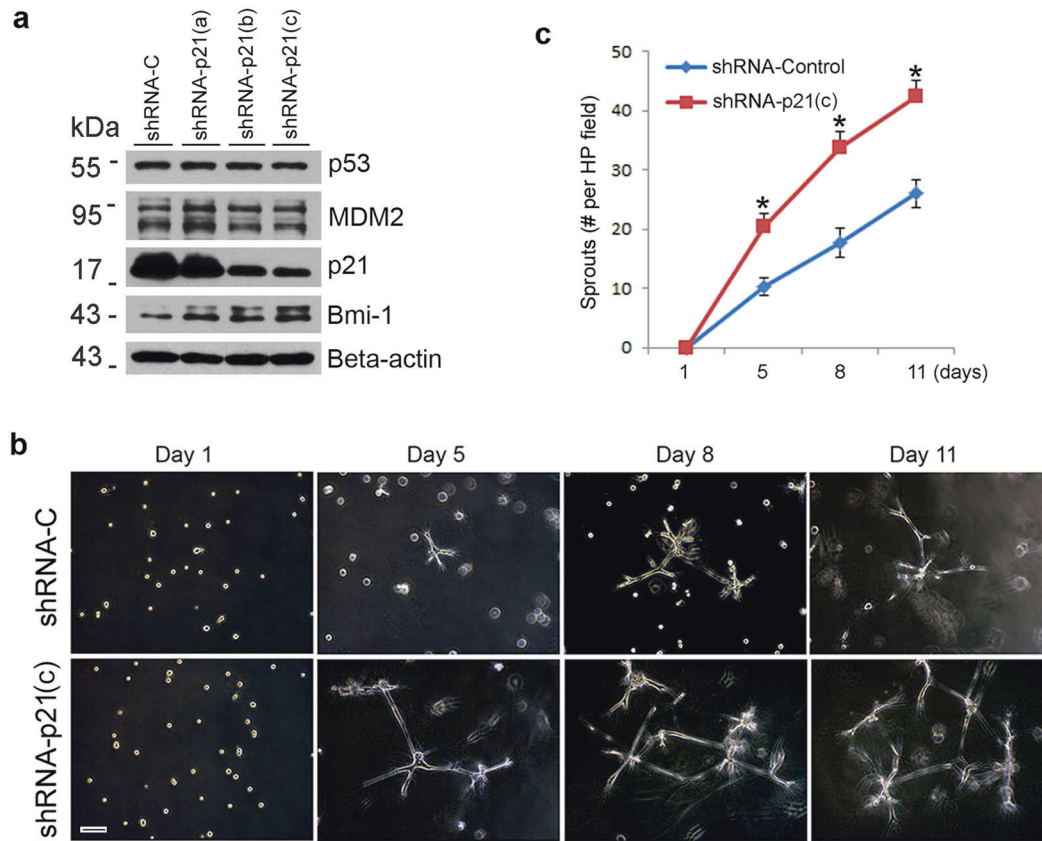 a
shRNA-C
shRNA-p21(a)
shRNA-p21(b)
shRNA-p21(c)
kDa
55
p53
95
MDM2
17
p21
43
Bmi-1
43
Beta-actin
c
shRNA-Control
shRNA-p21(c)
Sprouts (# per HP field)
50
40
30
20
10
0
* * *
1 5 8 11 (days)
b
Day 1 Day 5 Day 8 Day 11
shRNA-C
shRNA-p21(c)